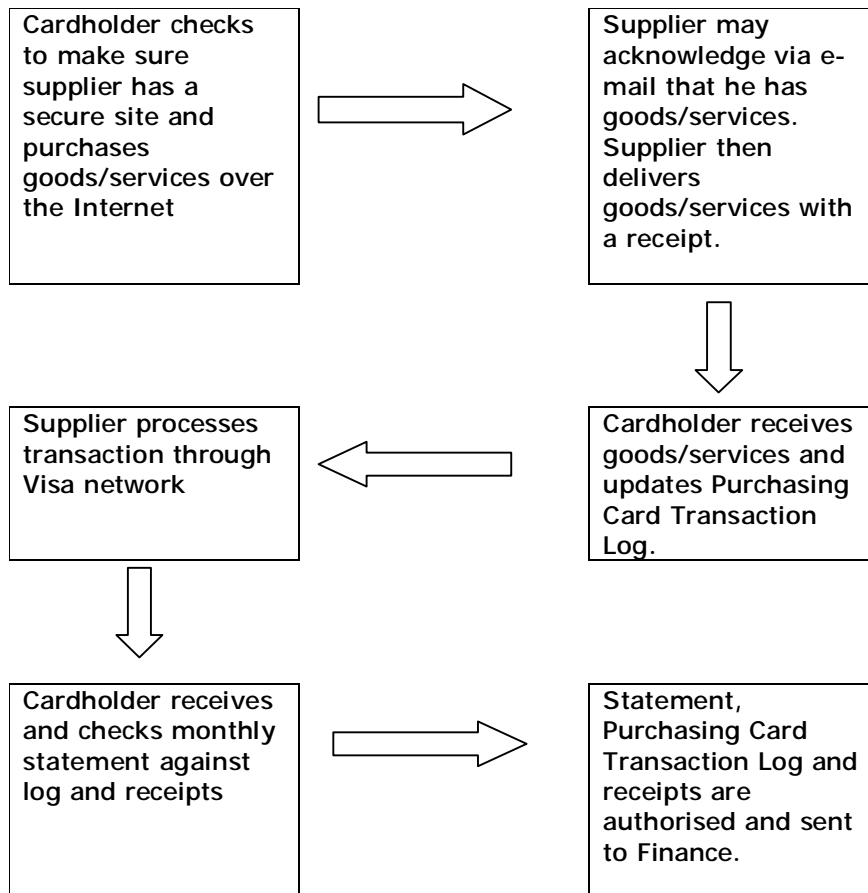 Cardholder checks
to make sure
supplier has a
secure site and
purchases
goods/services over
the Internet
Supplier may
acknowledge via e-
mail that he has
goods/services.
Supplier then
delivers
goods/services with
a receipt.
Cardholder receives
goods/services and
updates Purchasing
Card Transaction
Log.
Supplier processes
transaction through
Visa network
Cardholder receives
and checks monthly
statement against
log and receipts
Statement,
Purchasing Card
Transaction Log and
receipts are
authorised and sent
to Finance.